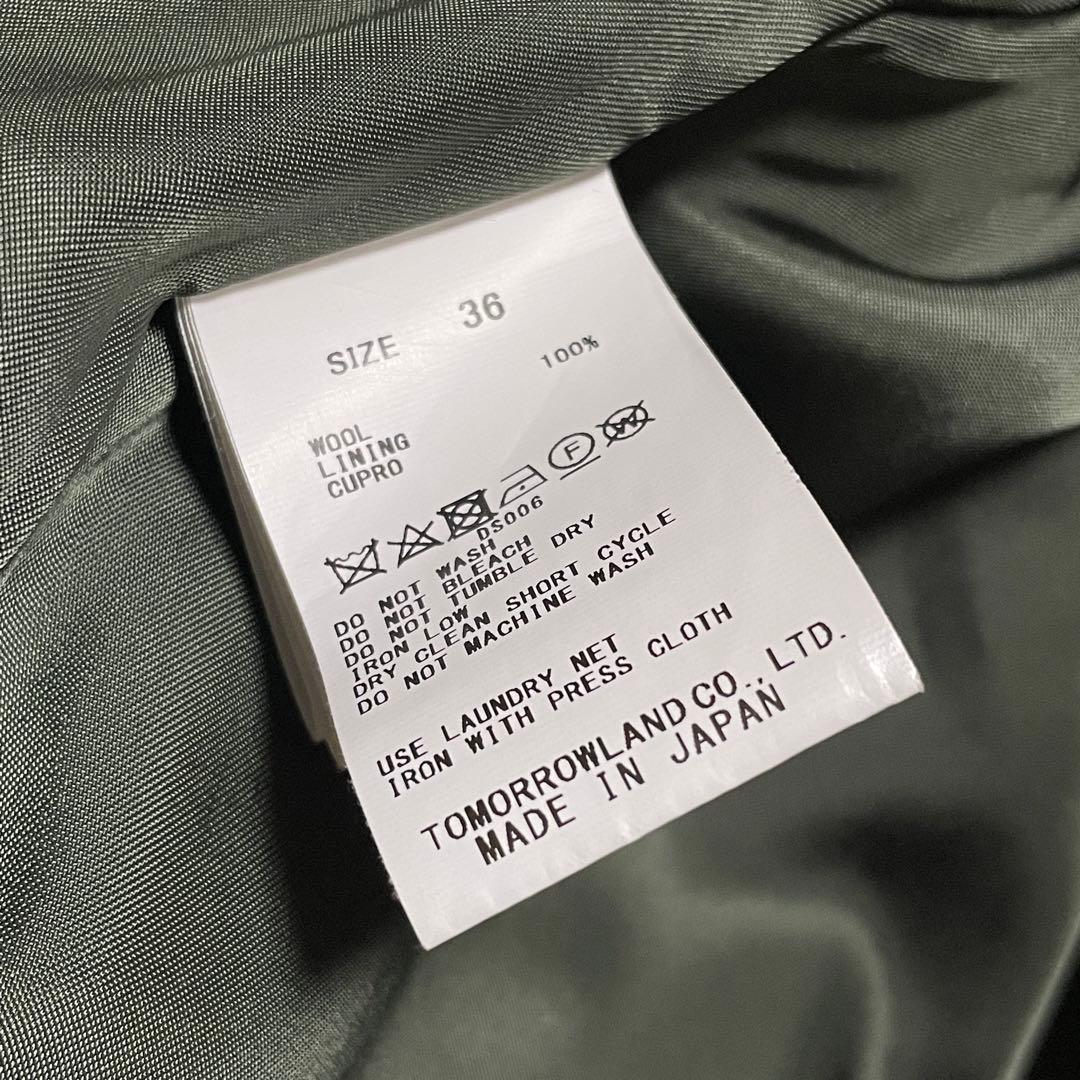 SIZE 36
WOOL 100%
LINING
CUPRO
F W
DS006
DO NOT WASH
DO NOT BLEACH
DO NOT TUMBLE DRY
IRON LOW
DRY CLEAN SHORT CYCLE
DO NOT MACHINE WASH
USE LAUNDRY NET
IRON WITH PRESS CLOTH
TOMORROWLAND CO., LTD.
MADE IN JAPAN